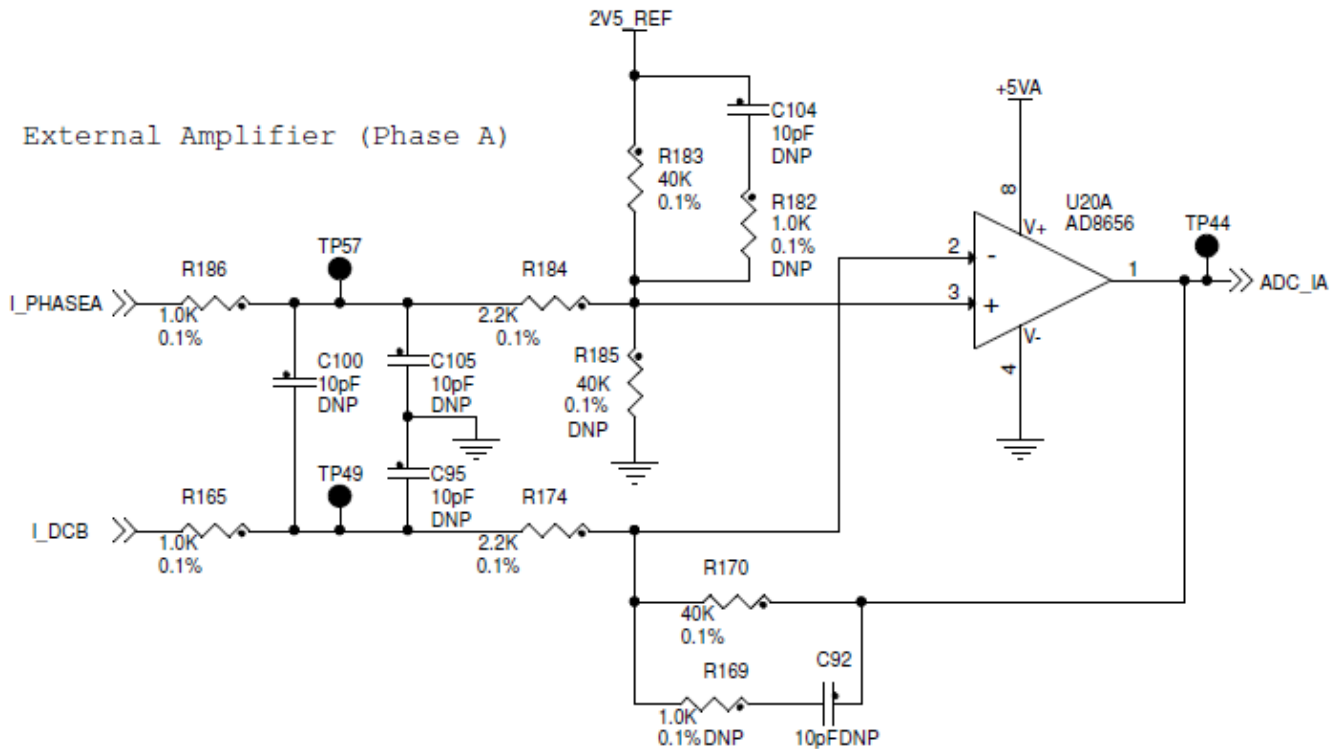 2V5_REF
+5VA
External Amplifier (Phase A)
C104
10pF
DNP
R183
40K
0.1%
R182
1.0K
0.1%
DNP
8
U20A
AD8656
V+
TP44
TP57
R186
R184
2
-
1
I_PHASEA
1.0K
0.1%
2.2K
0.1%
3
+
ADC_IA
V-
4
C100
10pF
DNP
C105
10pF
DNP
R185
40K
0.1%
DNP
TP49
C95
10pF
DNP
R165
R174
I_DCB
1.0K
0.1%
2.2K
0.1%
R170
40K
0.1%
R169
C92
1.0K
0.1%DNP
10pFDNP